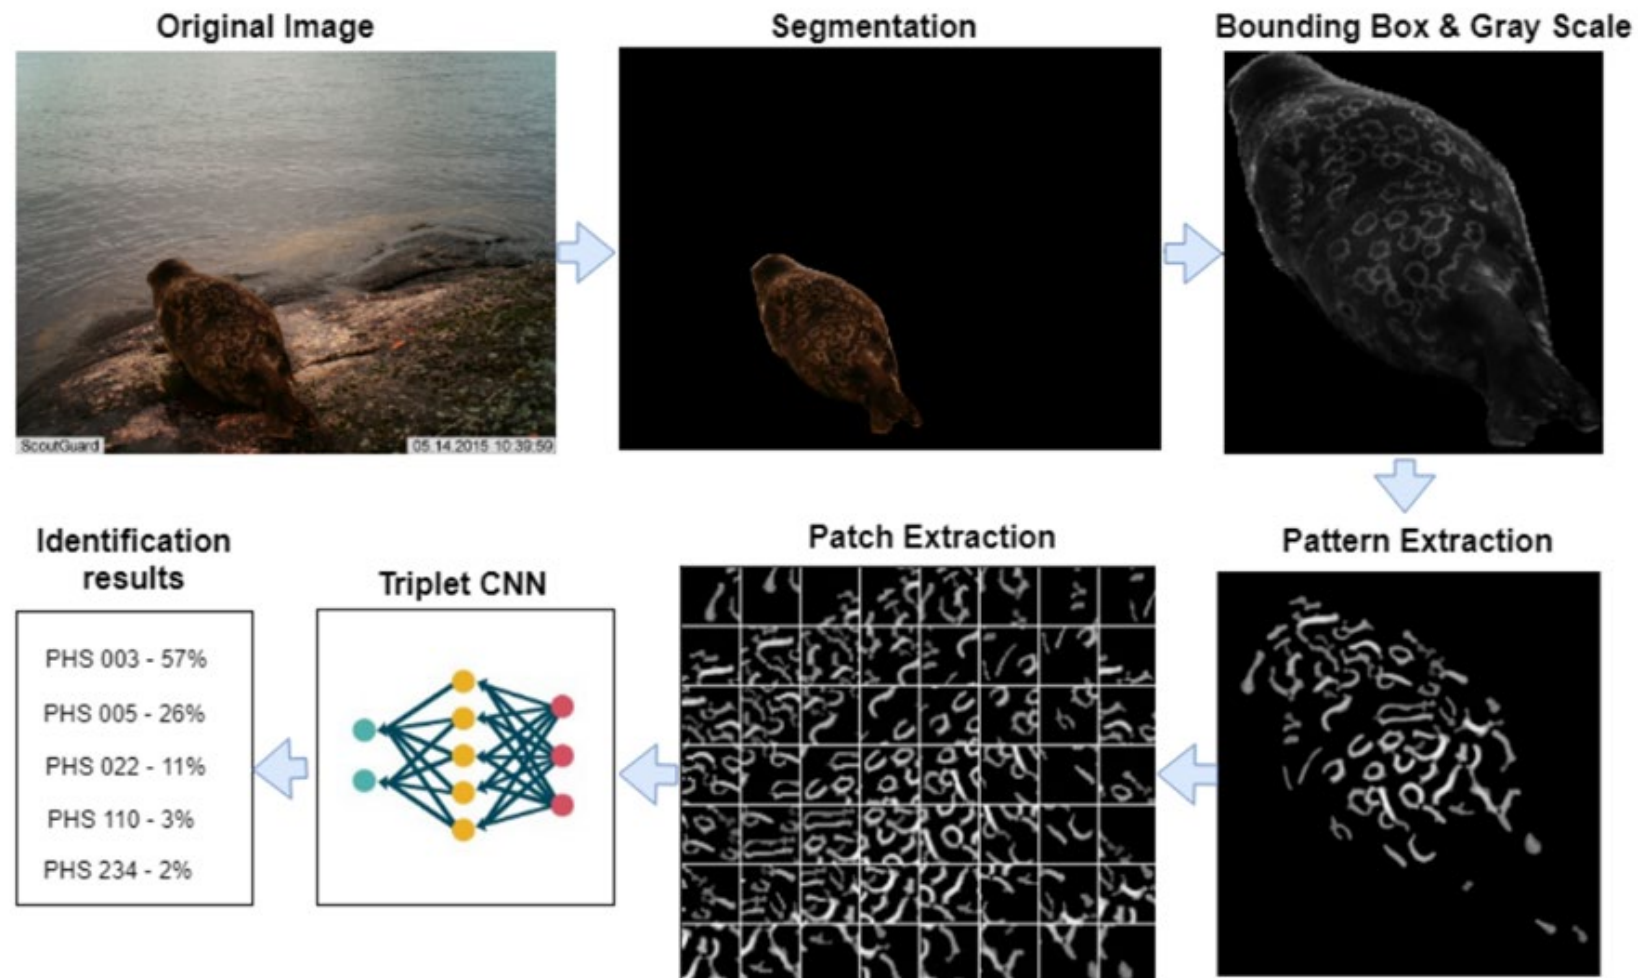 Original Image
Segmentation
Bounding Box & Gray Scale
ScoutGuard
05.14.2015 10:39:59
Identification
results
Triplet CNN
Patch Extraction
Pattern Extraction
PHS 003 - 57%
PHS 005 - 26%
PHS 022 - 11%
PHS 110 - 3%
PHS 234 - 2%